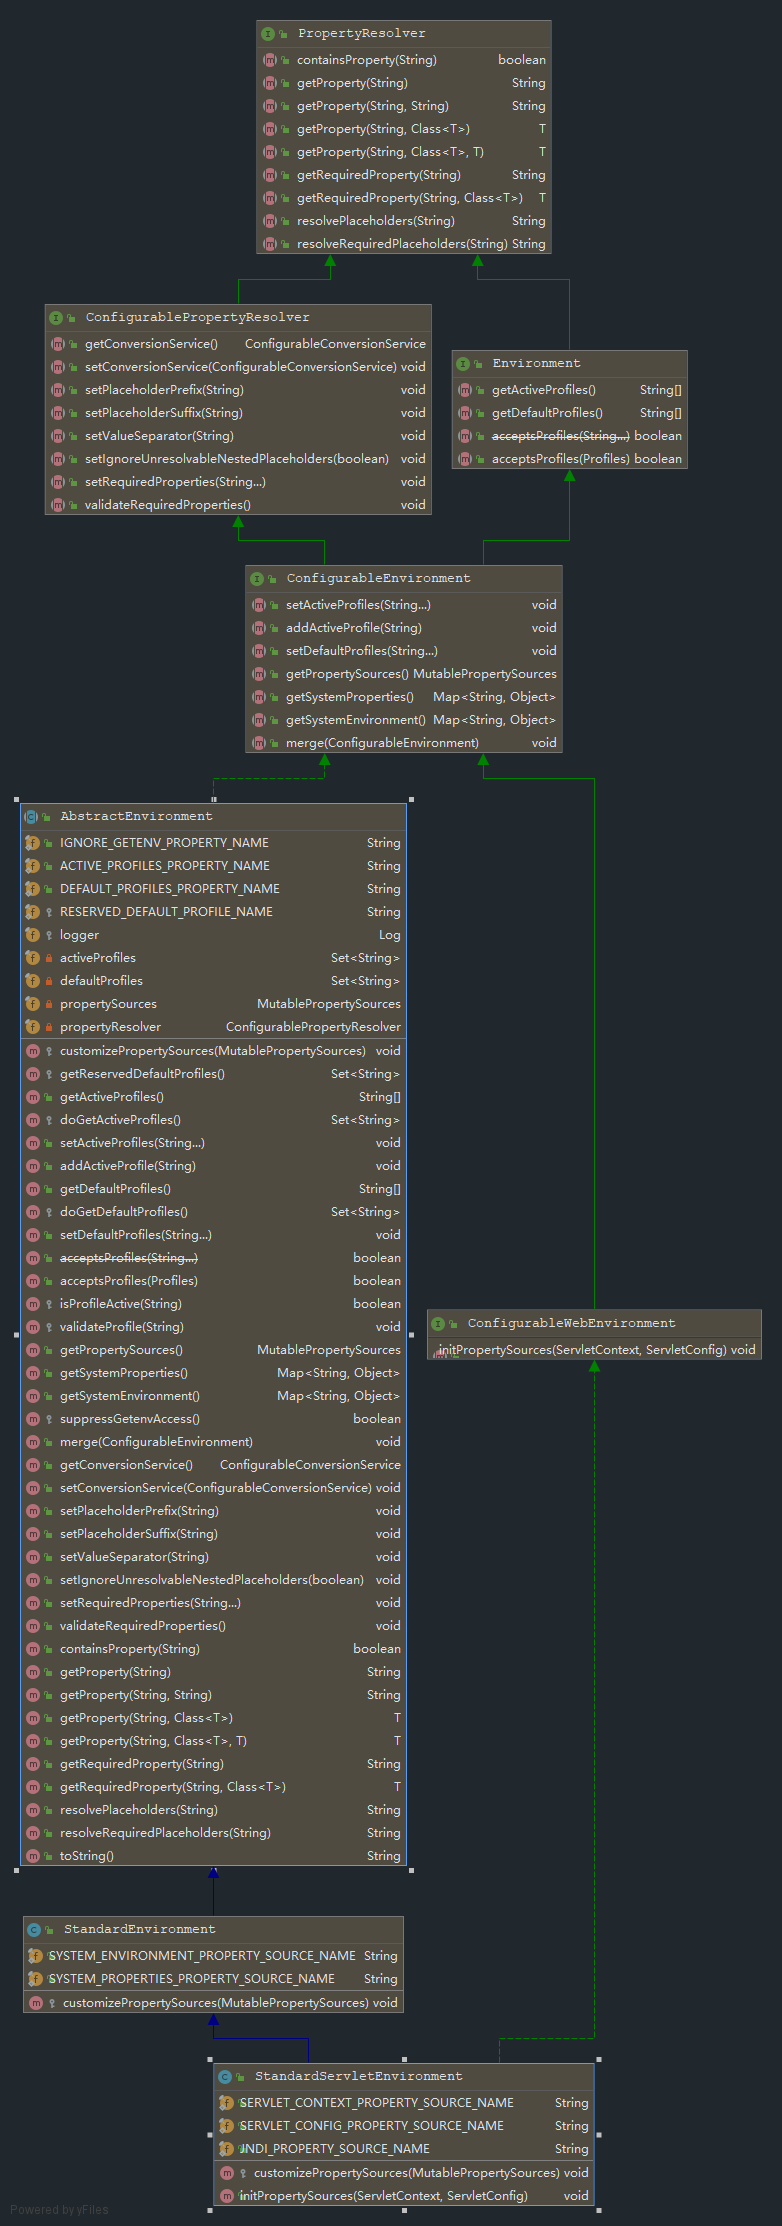 PropertyResolver
containsProperty(String) boolean
getProperty(String) String
getProperty(String, String) String
getProperty(String, Class<T>) T
getProperty(String, Class<T>, T) T
getRequiredProperty(String) String
getRequiredProperty(String, Class<T>) T
resolvePlaceholders(String) String
resolveRequiredPlaceholders(String) String
ConfigurablePropertyResolver
getConversionService() ConfigurableConversionService
setConversionService(ConfigurableConversionService) void
setPlaceholderPrefix(String) void
setPlaceholderSuffix(String) void
setValueSeparator(String) void
setIgnoreUnresolvableNestedPlaceholders(boolean) void
setRequiredProperties(String...) void
validateRequiredProperties() void
Environment
getActiveProfiles() String[]
getDefaultProfiles() String[]
acceptsProfiles(String...) boolean
acceptsProfiles(Profiles) boolean
ConfigurableEnvironment
setActiveProfiles(String...) void
addActiveProfile(String) void
setDefaultProfiles(String...) void
getPropertySources() MutablePropertySources
getSystemProperties() Map<String, Object>
getSystemEnvironment() Map<String, Object>
merge(ConfigurableEnvironment) void
AbstractEnvironment
IGNORE_GETENV_PROPERTY_NAME String
ACTIVE_PROFILES_PROPERTY_NAME String
DEFAULT_PROFILES_PROPERTY_NAME String
RESERVED_DEFAULT_PROFILE_NAME String
logger Log
activeProfiles Set<String>
defaultProfiles Set<String>
propertySources MutablePropertySources
propertyResolver ConfigurablePropertyResolver
customizePropertySources(MutablePropertySources) void
getReservedDefaultProfiles() Set<String>
getActiveProfiles() String[]
doGetActiveProfiles() Set<String>
setActiveProfiles(String...) void
addActiveProfile(String) void
getDefaultProfiles() String[]
doGetDefaultProfiles() Set<String>
setDefaultProfiles(String...) void
acceptsProfiles(String...) boolean
acceptsProfiles(Profiles) boolean
isProfileActive(String) boolean
validateProfile(String) void
getPropertySources() MutablePropertySources
getSystemProperties() Map<String, Object>
getSystemEnvironment() Map<String, Object>
suppressGetenvAccess() boolean
merge(ConfigurableEnvironment) void
getConversionService() ConfigurableConversionService
setConversionService(ConfigurableConversionService) void
setPlaceholderPrefix(String) void
setPlaceholderSuffix(String) void
setValueSeparator(String) void
setIgnoreUnresolvableNestedPlaceholders(boolean) void
setRequiredProperties(String...) void
validateRequiredProperties() void
containsProperty(String) boolean
getProperty(String) String
getProperty(String, String) String
getProperty(String, Class<T>) T
getProperty(String, Class<T>, T) T
getRequiredProperty(String) String
getRequiredProperty(String, Class<T>) T
resolvePlaceholders(String) String
resolveRequiredPlaceholders(String) String
toString() String
ConfigurableWebEnvironment
initPropertySources(ServletContext, ServletConfig) void
StandardEnvironment
SYSTEM_ENVIRONMENT_PROPERTY_SOURCE_NAME String
SYSTEM_PROPERTIES_PROPERTY_SOURCE_NAME String
customizePropertySources(MutablePropertySources) void
StandardServletEnvironment
SERVLET_CONTEXT_PROPERTY_SOURCE_NAME String
SERVLET_CONFIG_PROPERTY_SOURCE_NAME String
JNDI_PROPERTY_SOURCE_NAME String
customizePropertySources(MutablePropertySources) void
initPropertySources(ServletContext, ServletConfig) void
Powered by yFiles